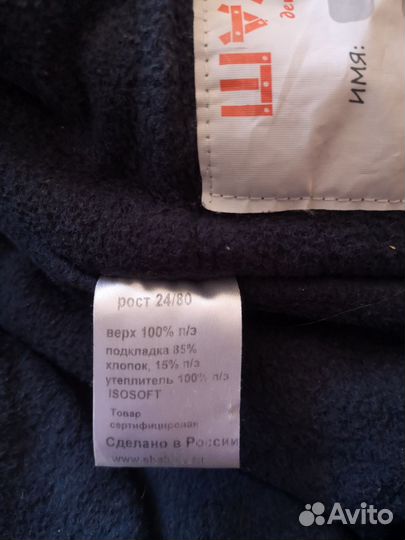 ИМЯ:
рост 24/80
верх 100% п/э
подкладка 85%
хлопок, 15% п/э
утеплитель 100% п/э
ISOSOFT
Товар
сертифицирован
Сделано в России
Avito